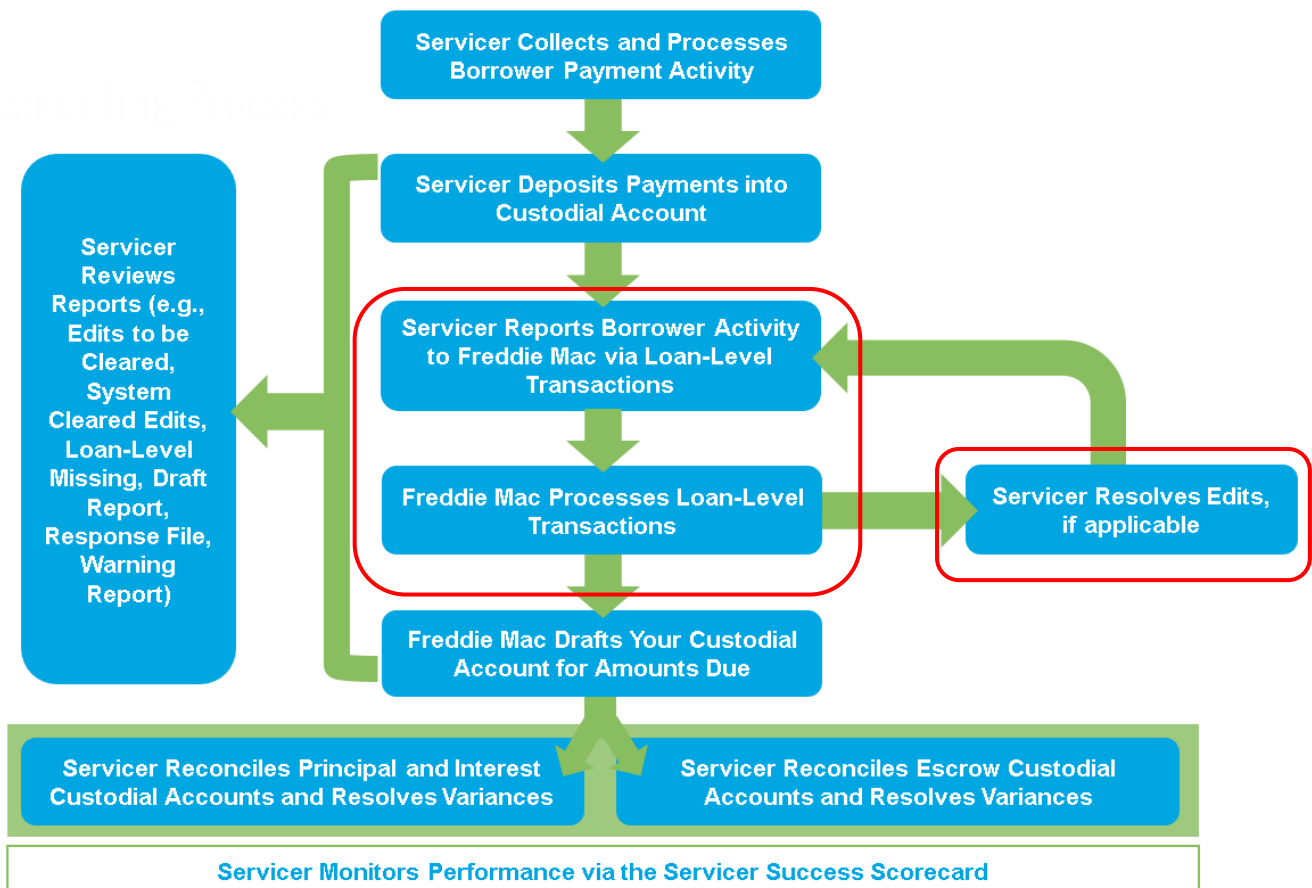 Servicer Collects and Processes
Borrower Payment Activity
ccounting Process
Servicer Deposits Payments into
Custodial Account
Servicer
Reviews
Reports (e.g.,
Edits to be
Cleared,
System
Cleared Edits,
Loan-Level
Missing, Draft
Report,
Response File,
Warning
Report)
Servicer Reports Borrower Activity
to Freddie Mac via Loan-Level
Transactions
Freddie Mac Processes Loan-Level
Transactions
Servicer Resolves Edits,
if applicable
Freddie Mac Drafts Your Custodial
Account for Amounts Due
Servicer Reconciles Principal and Interest
Custodial Accounts and Resolves Variances
Servicer Reconciles Escrow Custodial
Accounts and Resolves Variances
Servicer Monitors Performance via the Servicer Success Scorecard